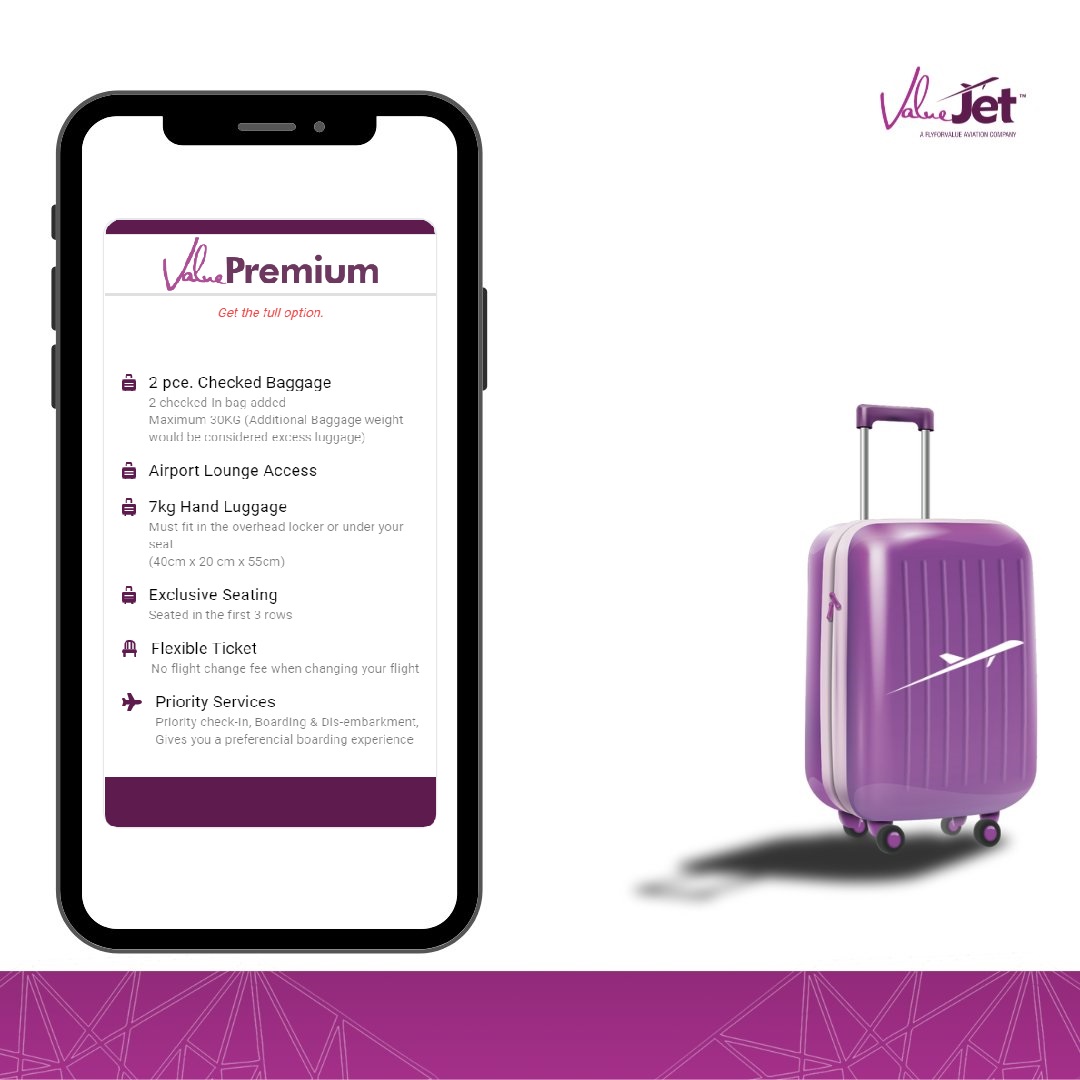 ValueJet™
A FLYFORVALUE AVIATION COMPANY
ValuePremium
Get the full option.
2 pce. Checked Baggage
2 checked In bag added
Maximum 30KG (Additional Baggage weight
would be considered excess luggage)
Airport Lounge Access
7kg Hand Luggage
Must fit in the overhead locker or under your
seat
(40cm x 20 cm x 55cm)
Exclusive Seating
Seated in the first 3 rows
Flexible Ticket
No flight change fee when changing your flight
Priority Services
Priority check-In, Boarding & Dis-embarkment,
Gives you a preferencial boarding experience